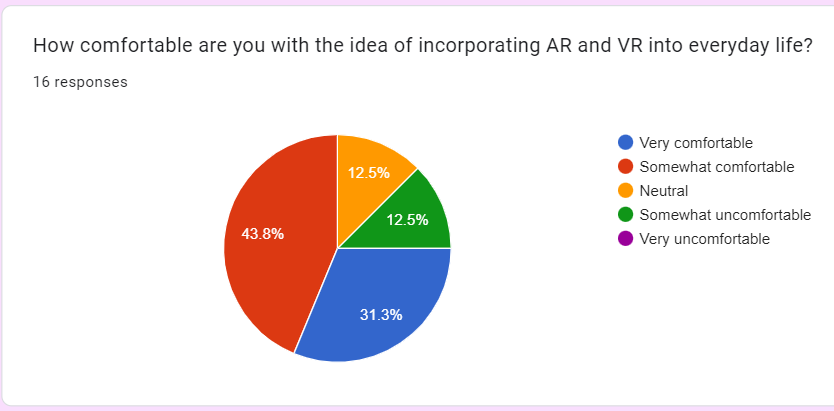 How comfortable are you with the idea of incorporating AR and VR into everyday life?
16 responses
12.5%
12.5%
43.8%
31.3%
Very comfortable
Somewhat comfortable
Neutral
Somewhat uncomfortable
Very uncomfortable